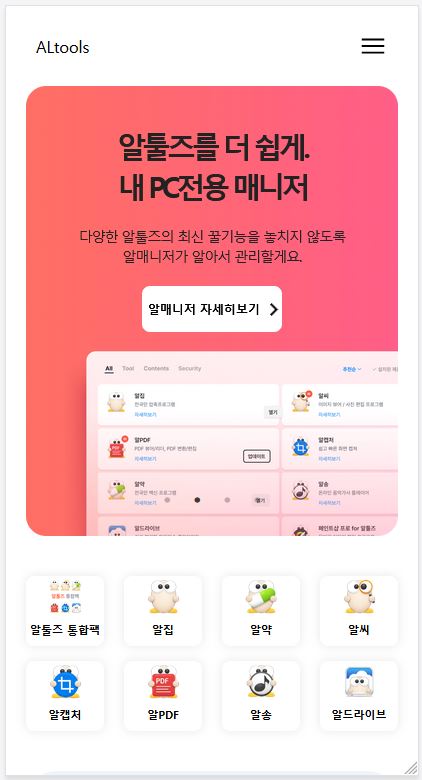 ALtools
알툴즈를 더 쉽게.
내 PC전용 매니저
다양한 알툴즈의 최신 꿀기능을 놓치지 않도록
알매니저가 알아서 관리할게요.
알매니저 자세히보기
All Tool Contents Security 추천순
알집
전국민 압축프로그램
자세히보기
열기
알씨
이미지 뷰어 / 사진 편집 프로그램
자세히보기
알PDF
PDF 뷰어/리더, PDF 변환/편집
자세히보기
업데이트
알캡처
쉽고 빠른 화면 캡처
자세히보기
알약
전국민 백신 프로그램
자세히보기
열기
알송
온라인 음악가사 플레이어
자세히보기
알드라이브
페인트샵 프로 for 알툴즈
알툴즈 통합팩
알툴즈 통합팩
알집
알약
알씨
알캡처
PDF
알PDF
알송
알드라이브